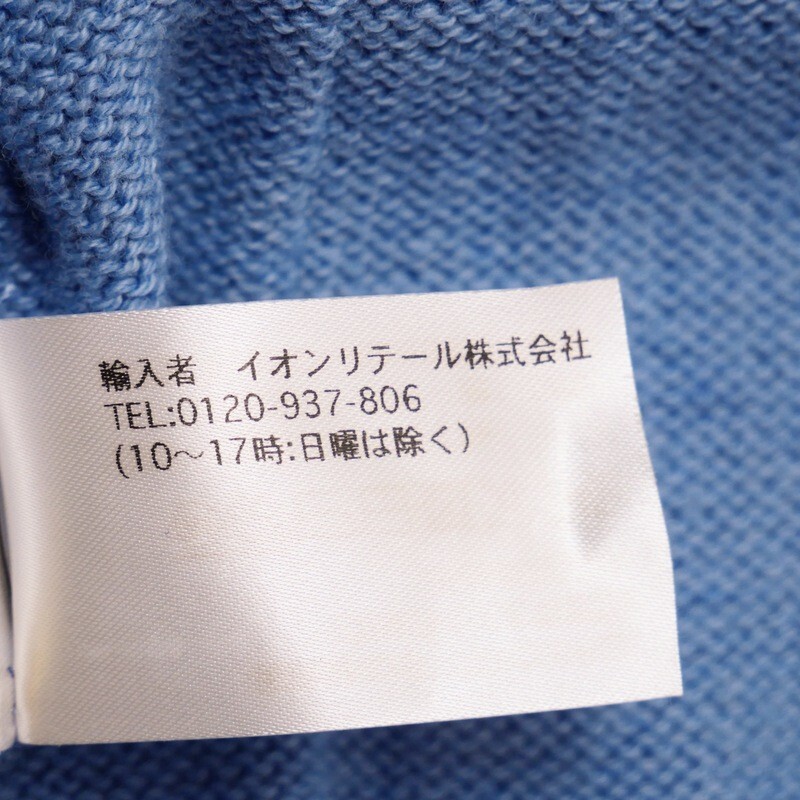 輸入者　イオンリテール株式会社
TEL:0120-937-806
(10～17時:日曜は除く)